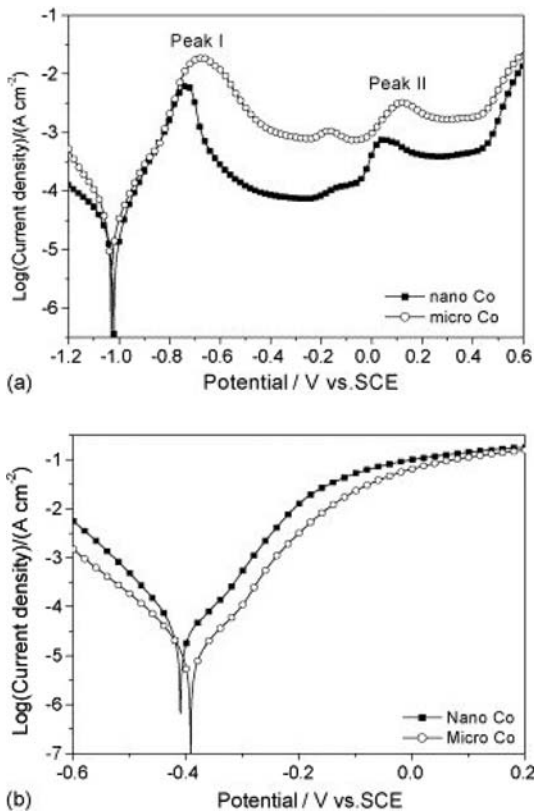 -1
Peak I
-2
Peak II
-3
-4
-5
-6
Log(Current density)/(A cm-2)
nano Co
micro Co
-1.2 -1.0 -0.8 -0.6 -0.4 -0.2 0.0 0.2 0.4 0.6
(a)
Potential / V vs.SCE
-1
-2
-3
-4
-5
-6
-7
Log(Current density)/(A cm-2)
Nano Co
Micro Co
-0.6 -0.4 -0.2 0.0 0.2
(b)
Potential / V vs.SCE